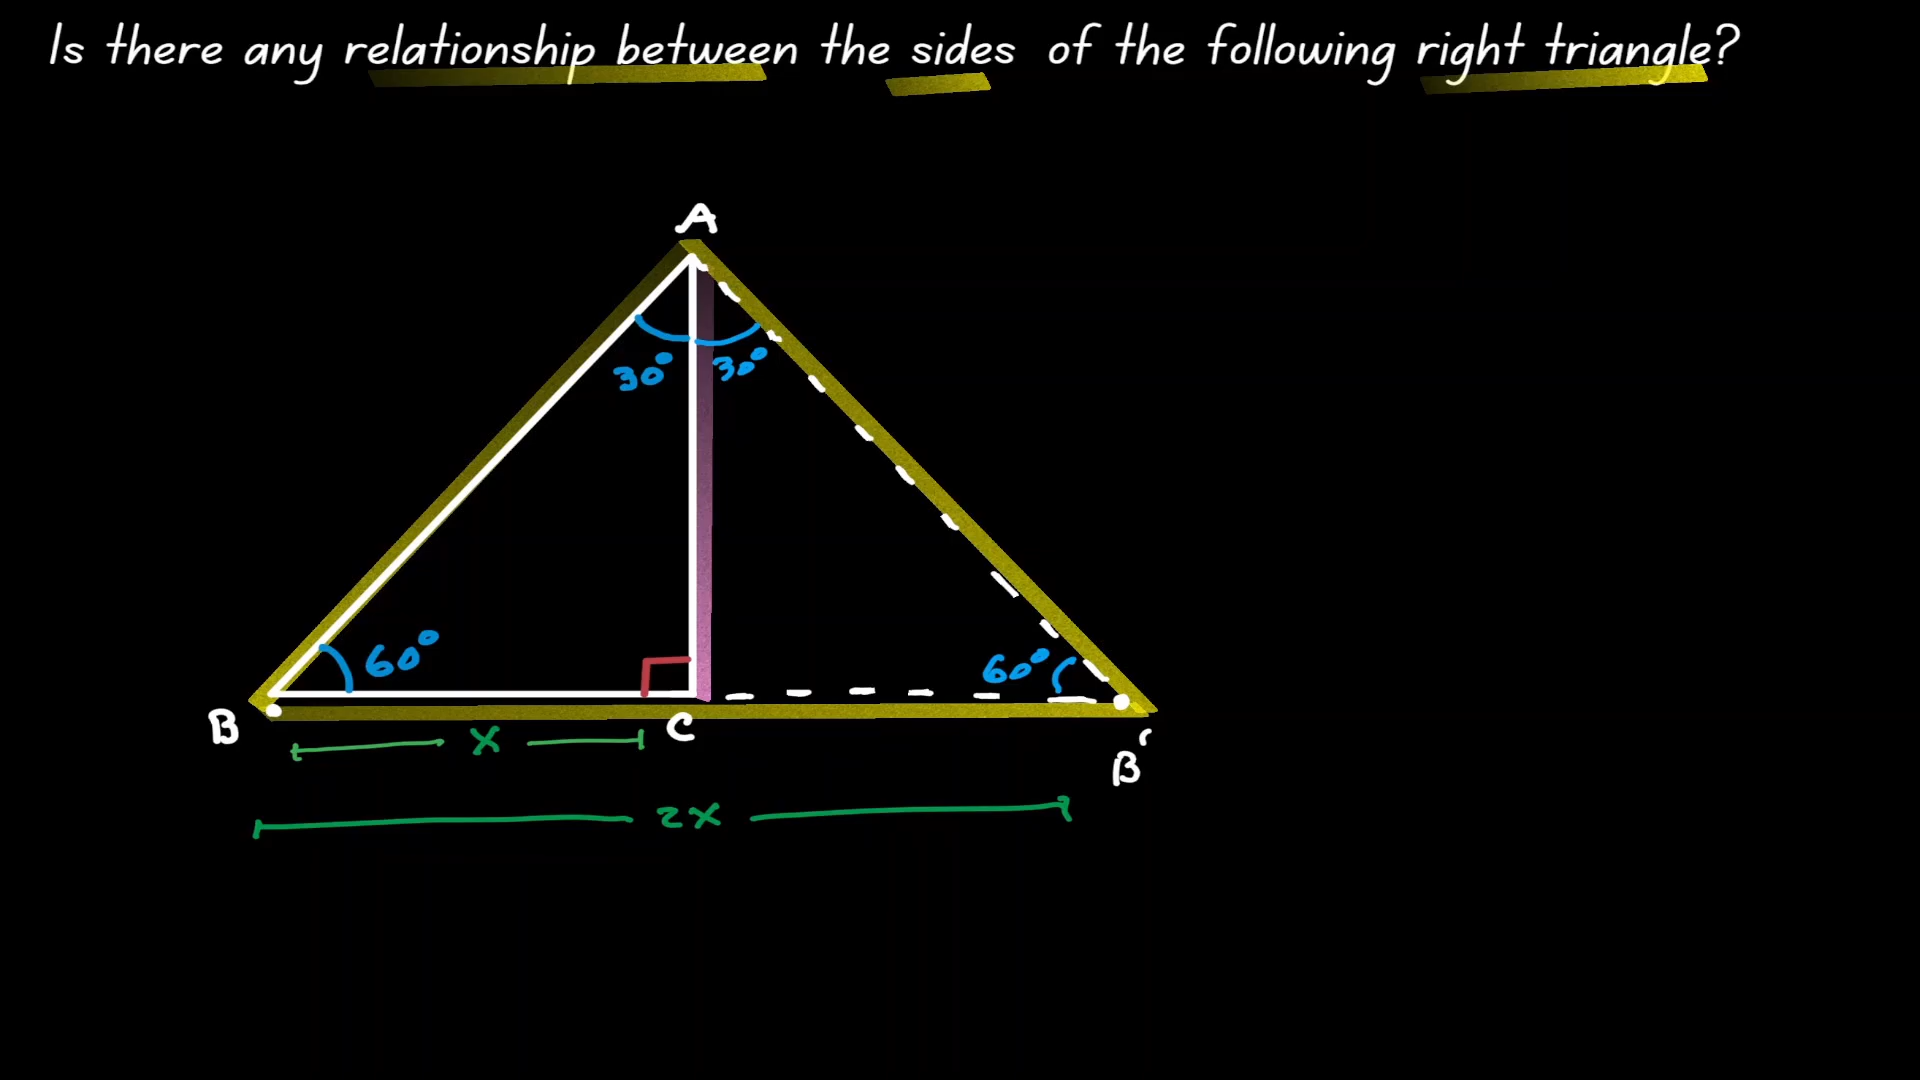 Is there any relationship between the sides of the following right triangle?
A
30° 30°
60° 60°
B C B'
x
2x